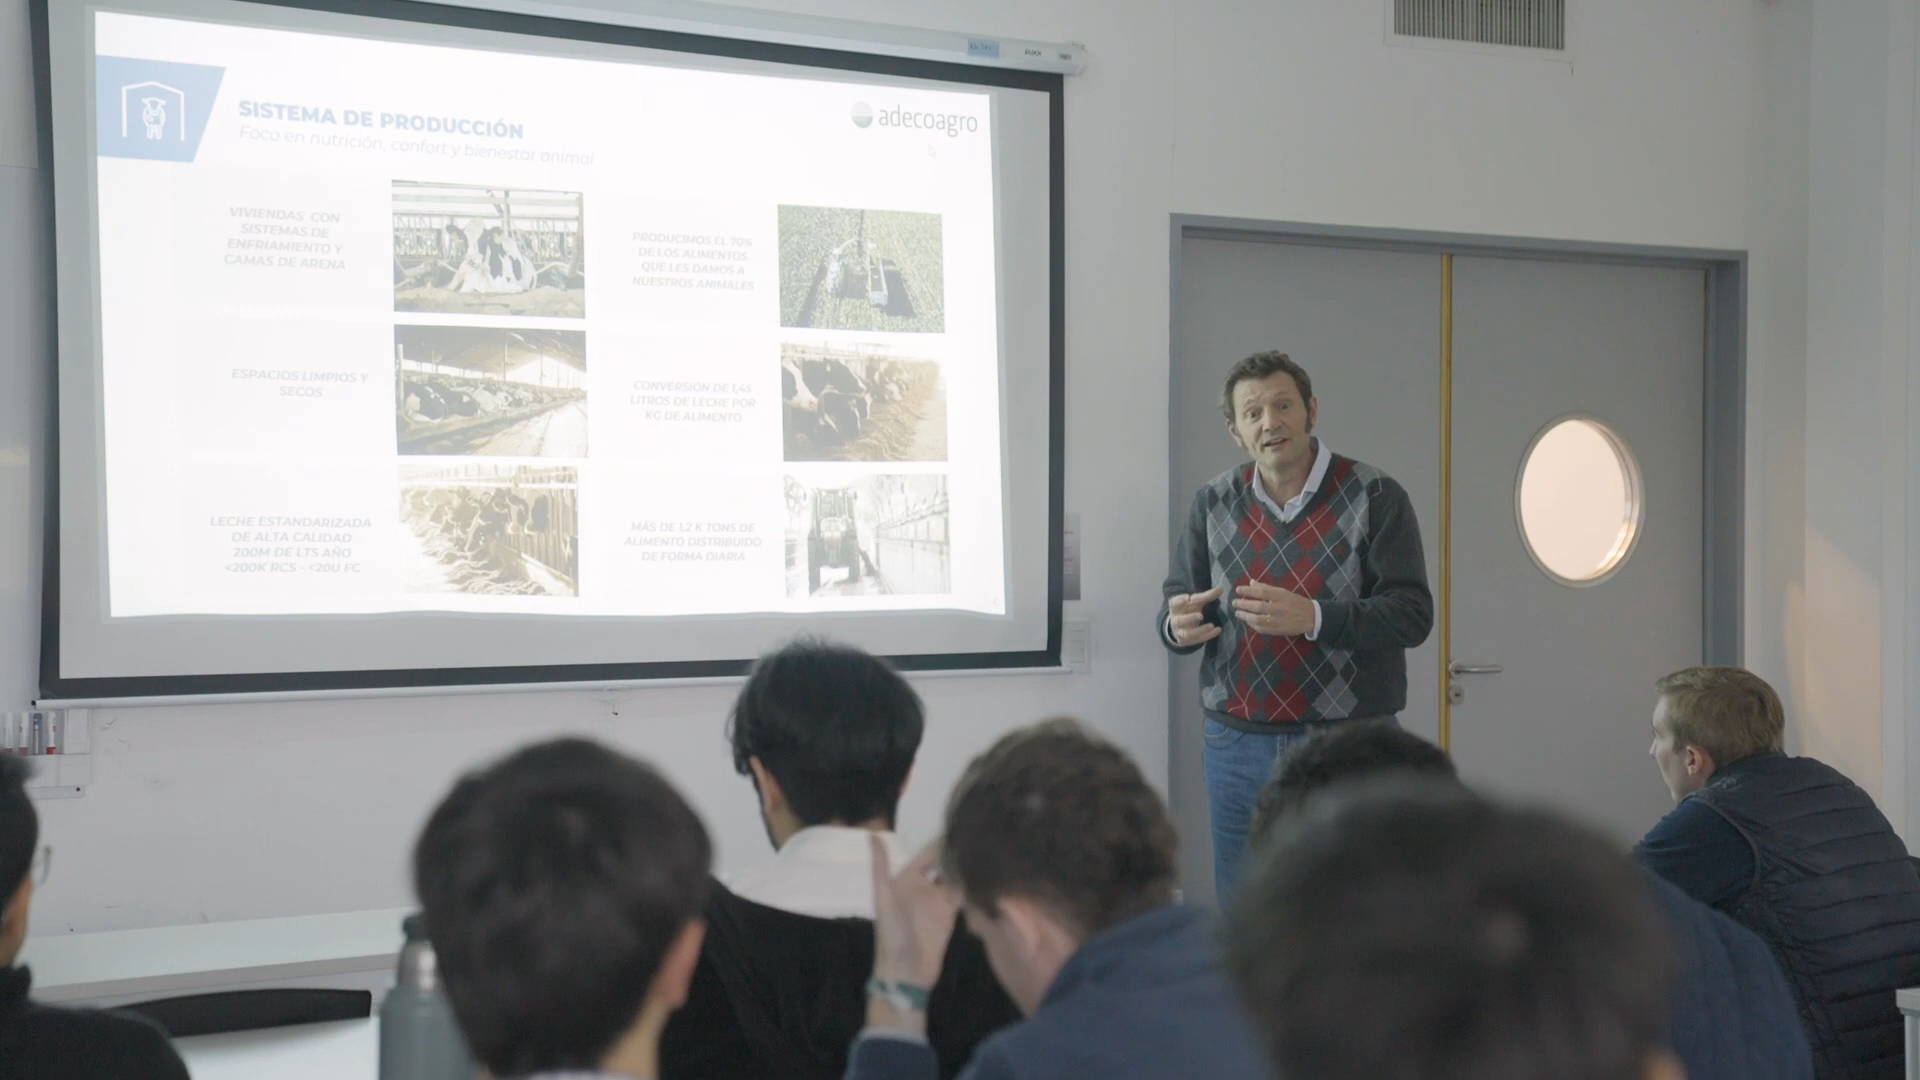 SISTEMA DE PRODUCCIÓN
Foco en nutrición, confort y bienestar animal
adecoagro
VIVIENDAS CON
SISTEMAS DE
ENFRIAMIENTO Y
CAMAS DE ARENA
PRODUCIMOS EL 70%
DE LOS ALIMENTOS
QUE LES DAMOS A
NUESTROS ANIMALES
ESPACIOS LIMPIOS Y
SECOS
CONVERSIÓN DE 1,45
LITROS DE LECHE POR
KG DE ALIMENTO
LECHE ESTANDARIZADA
DE ALTA CALIDAD
200M DE LTS AÑO
<200K RCS - <20U FC
MÁS DE 1,2 K TONS DE
ALIMENTO DISTRIBUIDO
DE FORMA DIARIA